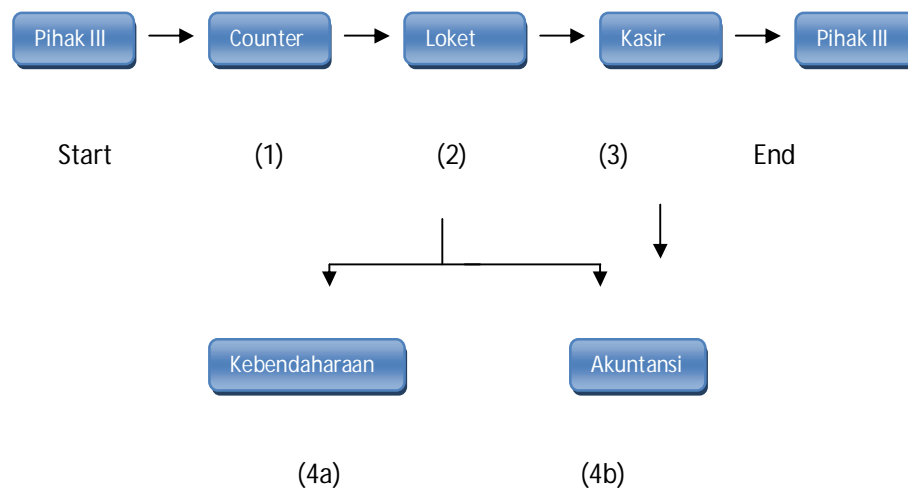 Pihak III Counter Loket Kasir Pihak III
Start (1) (2) (3) End
Kebendaharaan Akuntansi
(4a) (4b)